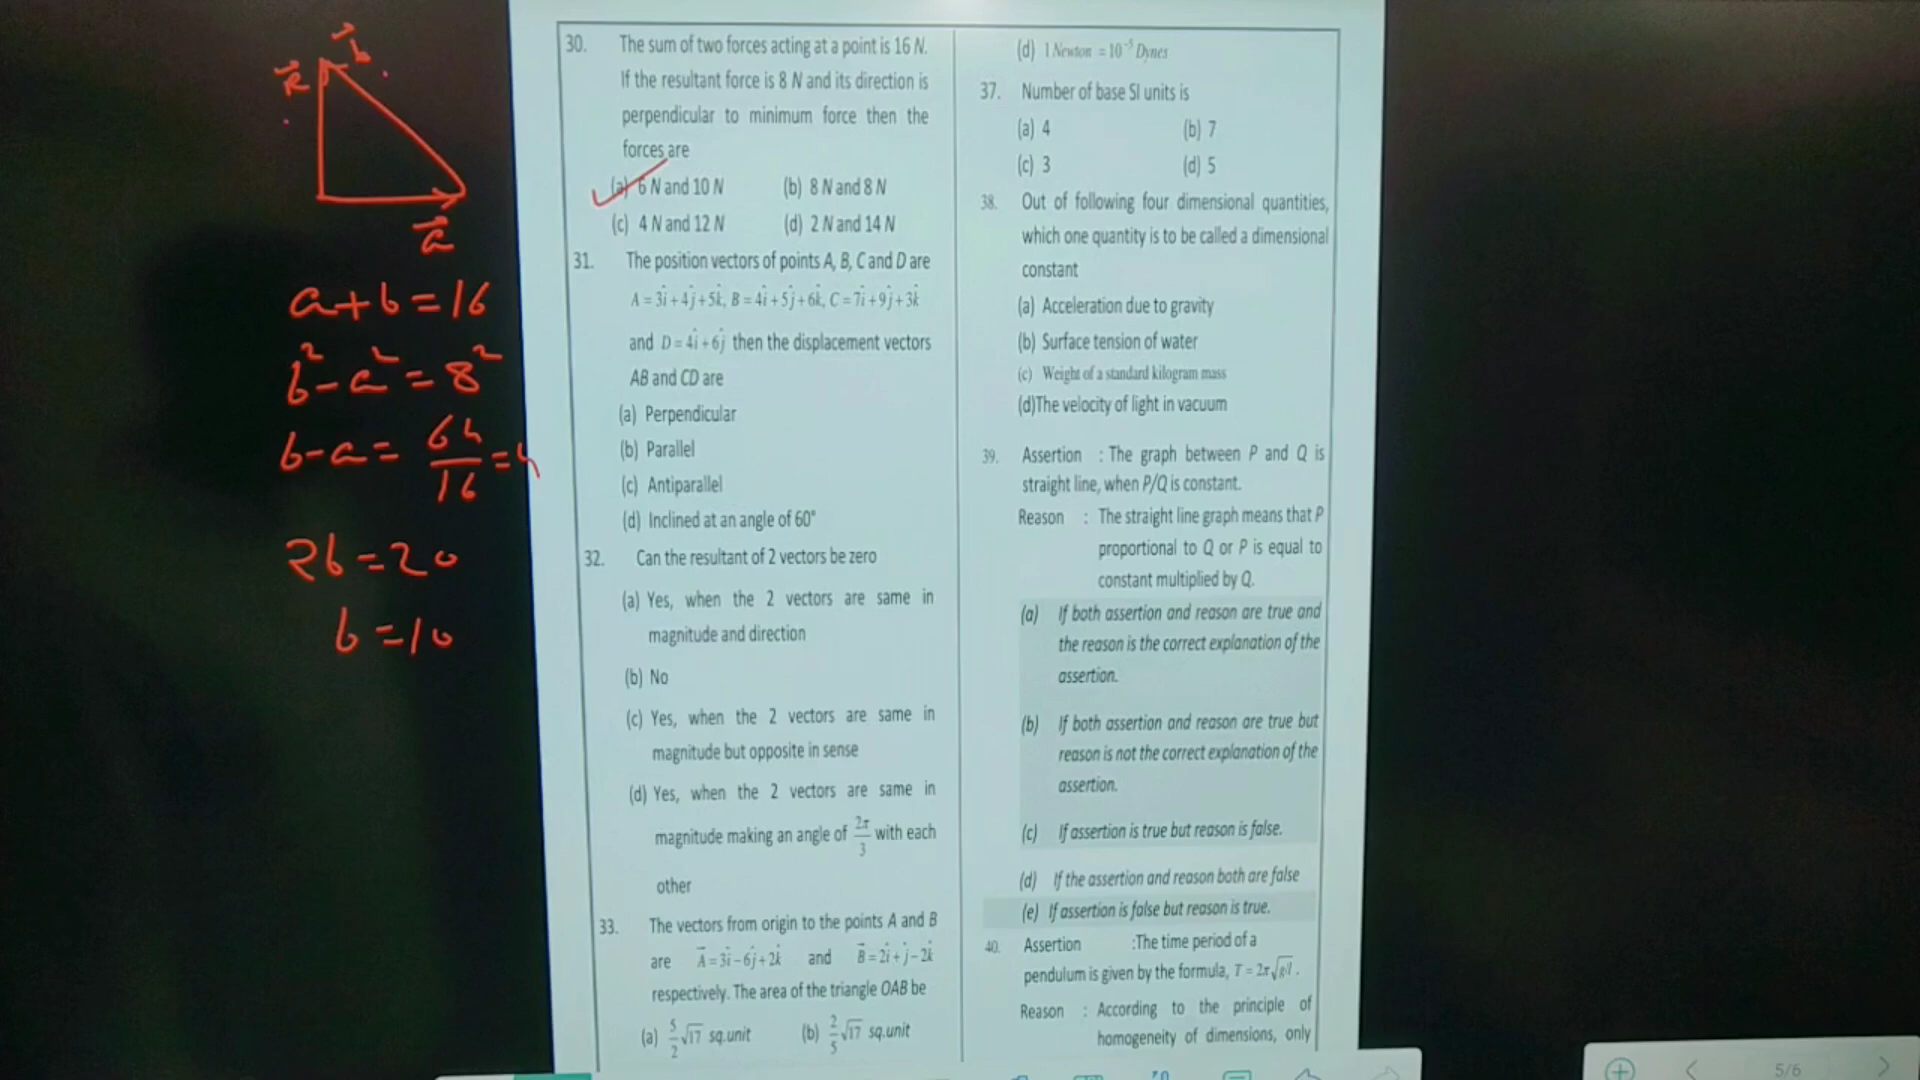 R⃗
b⃗
a⃗
a+b=16
b²-a²=8²
b-a= 64/16 =4
2b=20
b=10
30. The sum of two forces acting at a point is 16 N.
If the resultant force is 8 N and its direction is
perpendicular to minimum force then the
forces are
(a) 6 N and 10 N (b) 8 N and 8 N
(c) 4 N and 12 N (d) 2 N and 14 N
31. The position vectors of points A, B, C and D are
A = 3î + 4ĵ + 5k̂, B = 4î + 5ĵ + 6k̂, C = 7î + 9ĵ + 3k̂
and D = 4î + 6ĵ then the displacement vectors
AB and CD are
(a) Perpendicular
(b) Parallel
(c) Antiparallel
(d) Inclined at an angle of 60°
32. Can the resultant of 2 vectors be zero
(a) Yes, when the 2 vectors are same in
magnitude and direction
(b) No
(c) Yes, when the 2 vectors are same in
magnitude but opposite in sense
(d) Yes, when the 2 vectors are same in
magnitude making an angle of 2π/3 with each
other
33. The vectors from origin to the points A and B
are A⃗ = 3î − 6ĵ + 2k̂ and B⃗ = 2î + ĵ − 2k̂
respectively. The area of the triangle OAB be
(a) 5/2 √17 sq.unit (b) 2/5 √17 sq.unit
(d) 1 Newton = 10⁻⁵ Dynes
37. Number of base SI units is
(a) 4 (b) 7
(c) 3 (d) 5
38. Out of following four dimensional quantities,
which one quantity is to be called a dimensional
constant
(a) Acceleration due to gravity
(b) Surface tension of water
(c) Weight of a standard kilogram mass
(d)The velocity of light in vacuum
39. Assertion : The graph between P and Q is
straight line, when P/Q is constant.
Reason : The straight line graph means that P
proportional to Q or P is equal to
constant multiplied by Q.
(a) If both assertion and reason are true and
the reason is the correct explanation of the
assertion.
(b) If both assertion and reason are true but
reason is not the correct explanation of the
assertion.
(c) If assertion is true but reason is false.
(d) If the assertion and reason both are false
(e) If assertion is false but reason is true.
40. Assertion :The time period of a
pendulum is given by the formula, T = 2π√g/l .
Reason : According to the principle of
homogeneity of dimensions, only
5/6